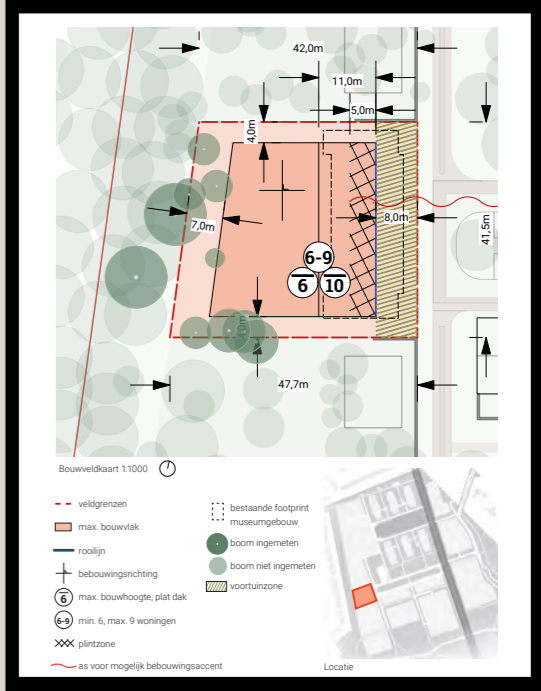 42,0m
11,0m
5,0m
4,0m
7,0m
8,0m
41,5m
6-9
6
10
4,0m
47,7m
Bouwveldkaart 1:1000
veldgrenzen
max. bouwvlak
rooilijn
bebouwingsrichting
6
max. bouwhoogte, plat dak
6-9
min. 6, max. 9 woningen
plintzone
as voor mogelijk bebouwingsaccent
bestaande footprint
museumgebouw
boom ingemeten
boom niet ingemeten
voortuinzone
Locatie